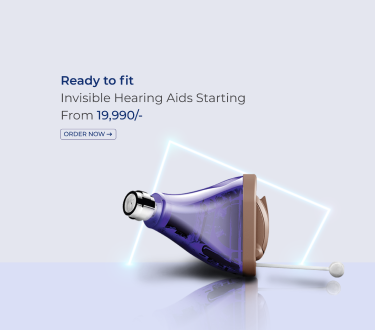 Ready to fit
Invisible Hearing Aids Starting
From 19,990/-
ORDER NOW →